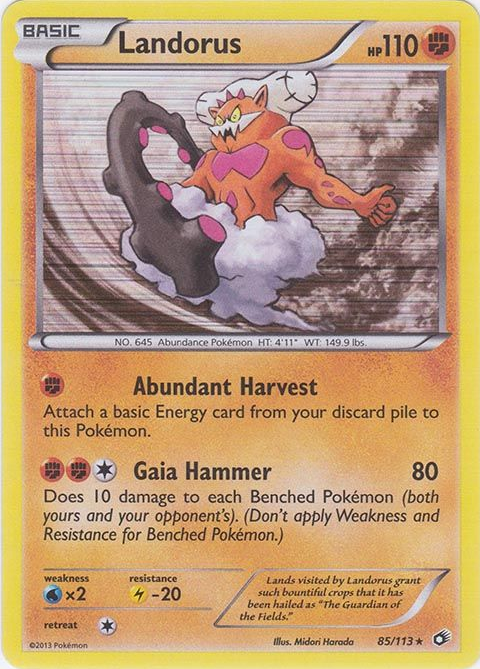 BASIC
Landorus
HP110
NO. 645 Abundance Pokémon HT: 4'11" WT: 149.9 lbs.
Abundant Harvest
Attach a basic Energy card from your discard pile to
this Pokémon.
Gaia Hammer 80
Does 10 damage to each Benched Pokémon (both
yours and your opponent's). (Don't apply Weakness and
Resistance for Benched Pokémon.)
weakness
×2
resistance
-20
retreat
Lands visited by Landorus grant
such bountiful crops that it has
been hailed as "The Guardian of
the Fields."
©2013 Pokémon
Illus. Midori Harada
85/113 ★